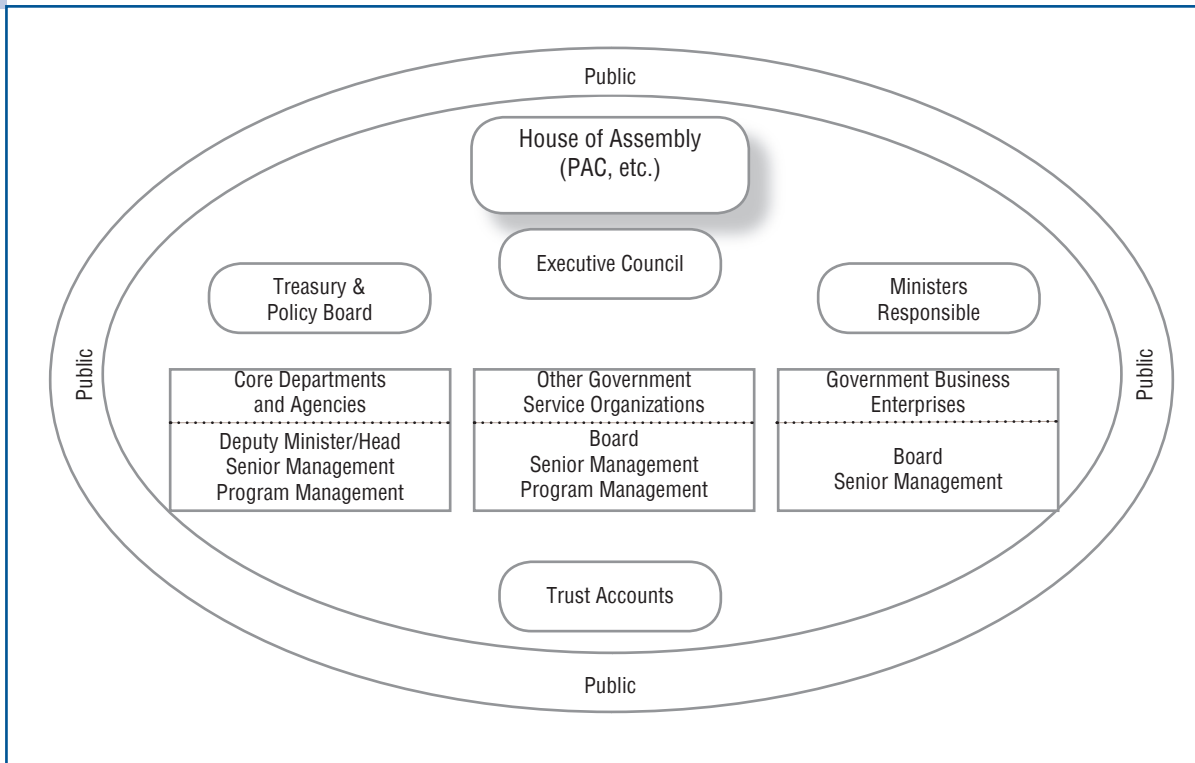 Public
House of Assembly
(PAC, etc.)
Executive Council
Treasury &
Policy Board
Ministers
Responsible
Public
Public
Core Departments
and Agencies
Deputy Minister/Head
Senior Management
Program Management
Other Government
Service Organizations
Board
Senior Management
Program Management
Government Business
Enterprises
Board
Senior Management
Trust Accounts
Public